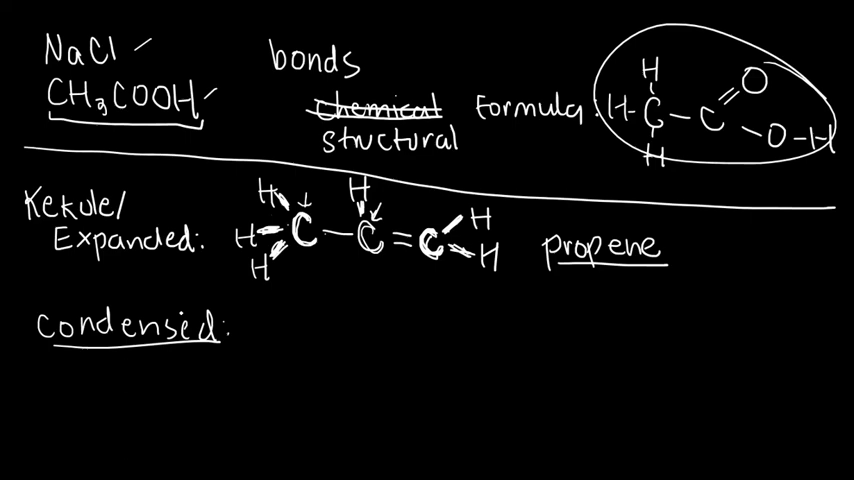 NaCl
CH₃COOH
bonds
chemical
structural
Formula:
H
H-C-C=O
O-H
H
Kekule/
Expanded:
H H H
H C-C=C
H H
propene
condensed: